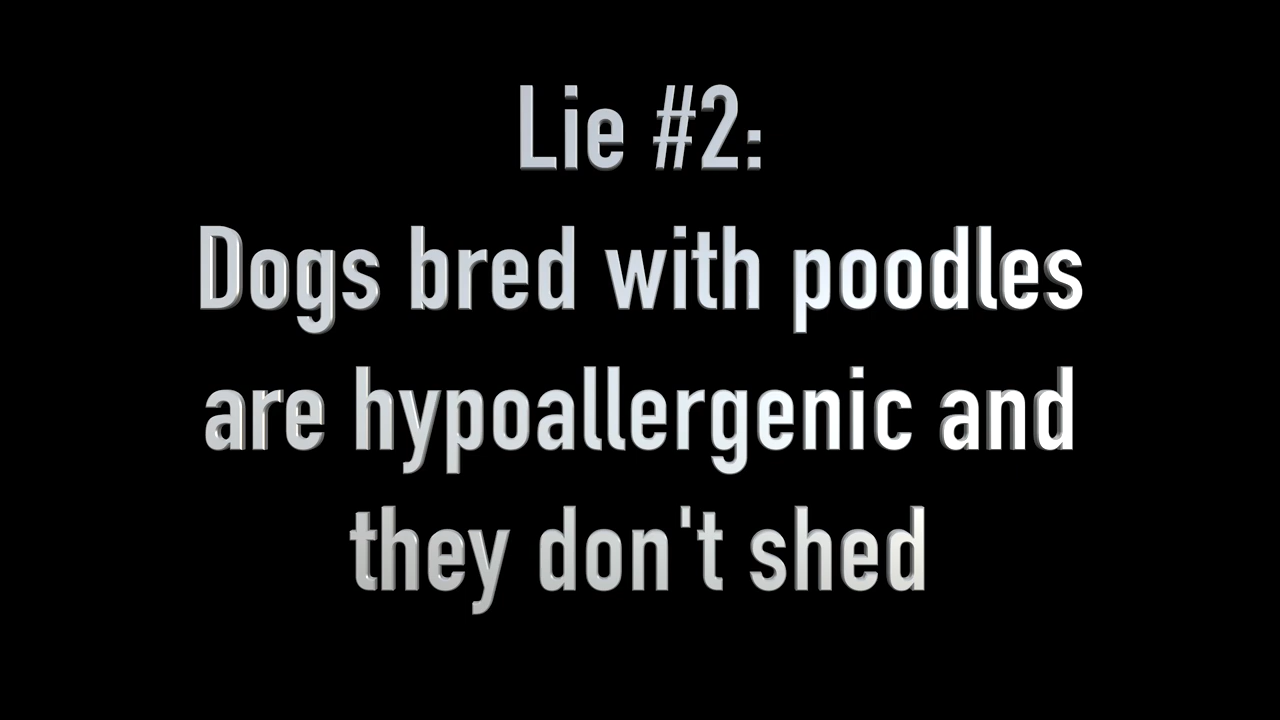 Lie #2:
Dogs bred with poodles
are hypoallergenic and
they don't shed